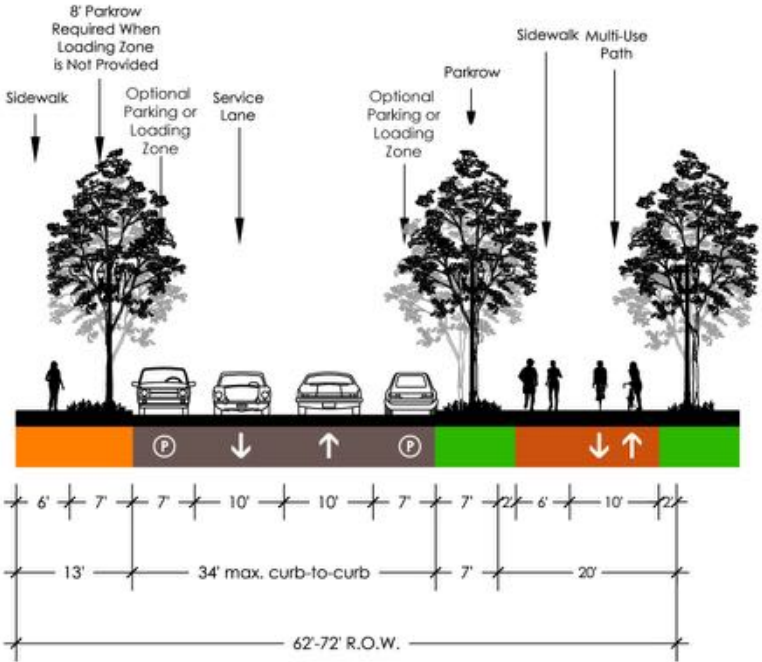 8' Parkrow
Required When
Loading Zone
is Not Provided
Sidewalk
Optional
Parking or
Loading
Zone
Service
Lane
Optional
Parking or
Loading
Zone
Parkrow
Sidewalk
Multi-Use
Path
P
P
6' 7' 7' 10' 10' 7' 7' 2' 6' 10' 2'
13' 34' max. curb-to-curb 7' 20'
62'-72' R.O.W.